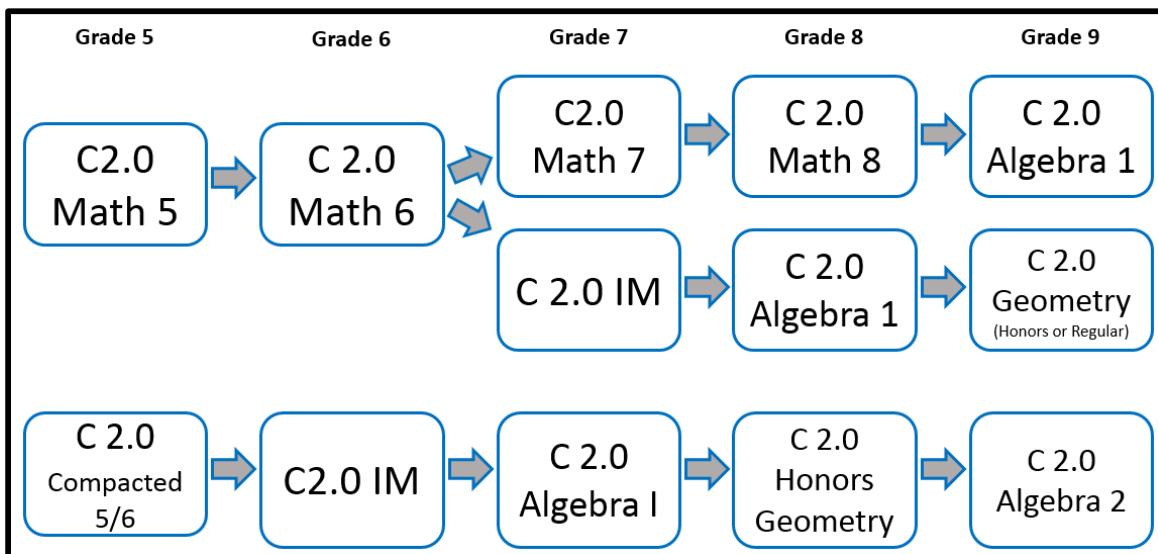 Grade 5
Grade 6
Grade 7
Grade 8
Grade 9
C2.0
Math 5
C 2.0
Math 6
C2.0
Math 7
C 2.0
Math 8
C 2.0
Algebra 1
C 2.0 IM
C 2.0
Algebra 1
C 2.0
Geometry
(Honors or Regular)
C 2.0
Compacted
5/6
C2.0 IM
C 2.0
Algebra I
C 2.0
Honors
Geometry
C 2.0
Algebra 2